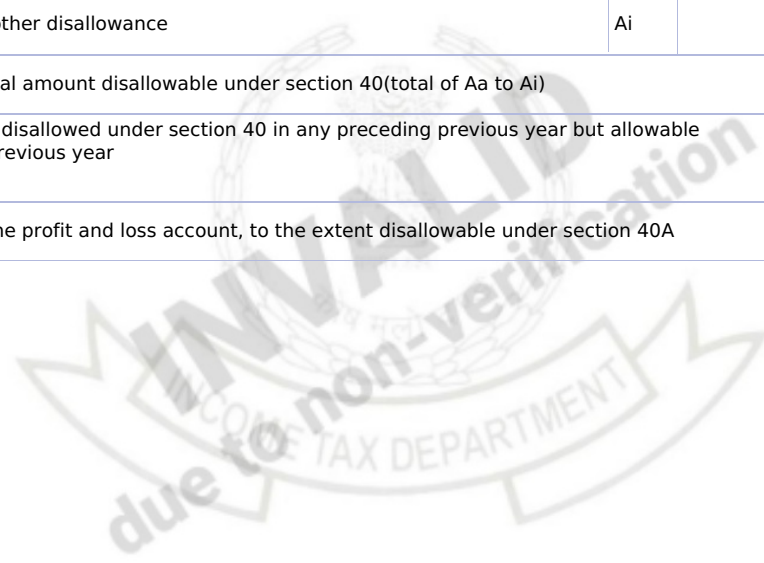 ther disallowance Ai
al amount disallowable under section 40(total of Aa to Ai)
disallowed under section 40 in any preceding previous year but allowable
revious year
he profit and loss account, to the extent disallowable under section 40A
INVALID
due to non-verification
INCOME TAX DEPARTMENT